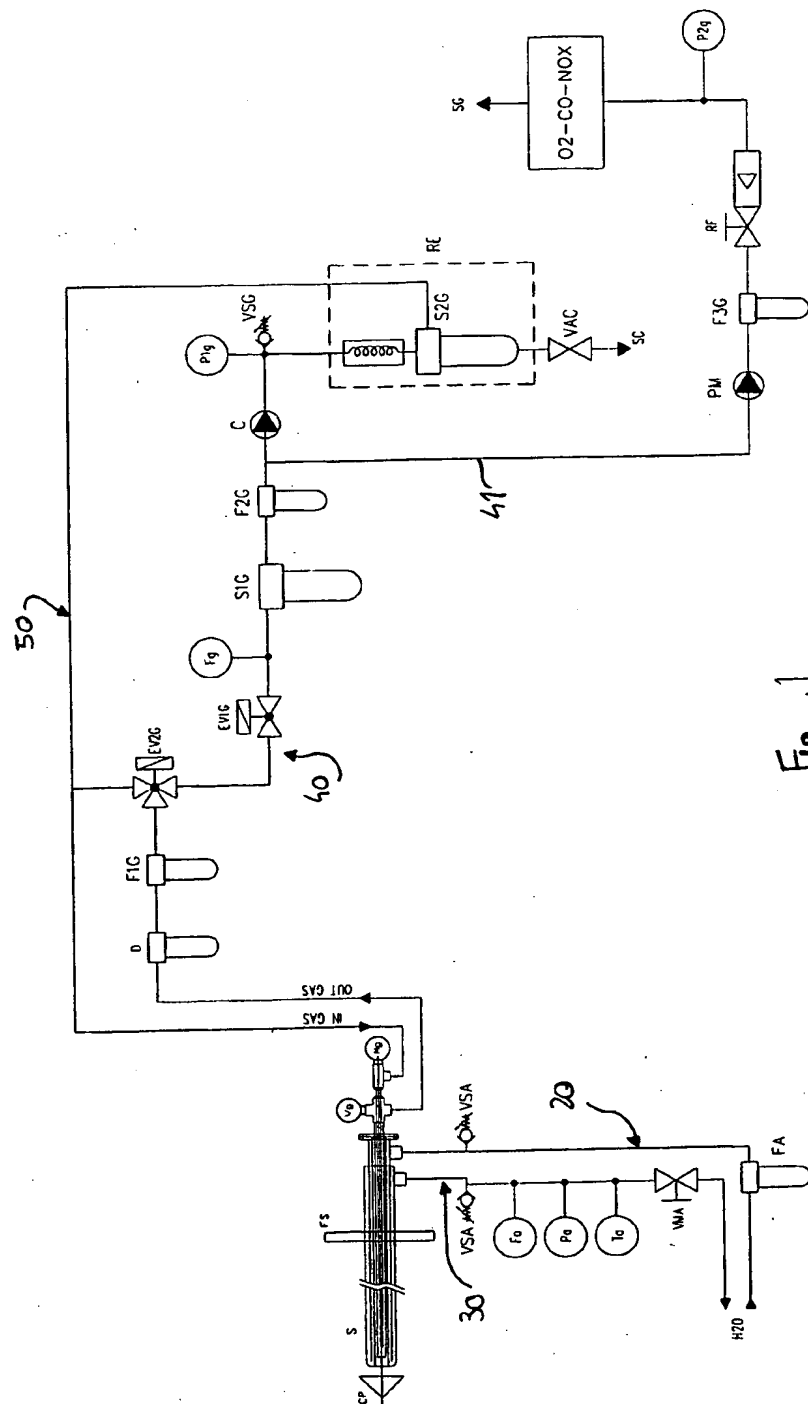 50
40
41
20
30
Fig. 1
EV2G
F1G
D
OUT GAS
IN GAS
EV1G
Fg
S1G
F2G
C
P1g
VSG
RE
S2G
VAC
SC
PM
F3G
RF
P2g
O2-CO-NOX
SG
Vg
Mg
FS
S
CP
VSA
VSA
Fa
Pa
Ta
VMA
FA
H2O